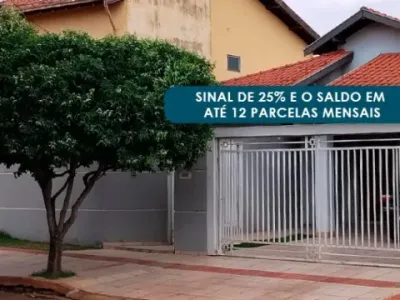 SINAL DE 25% E O SALDO EM
ATÉ 12 PARCELAS MENSAIS